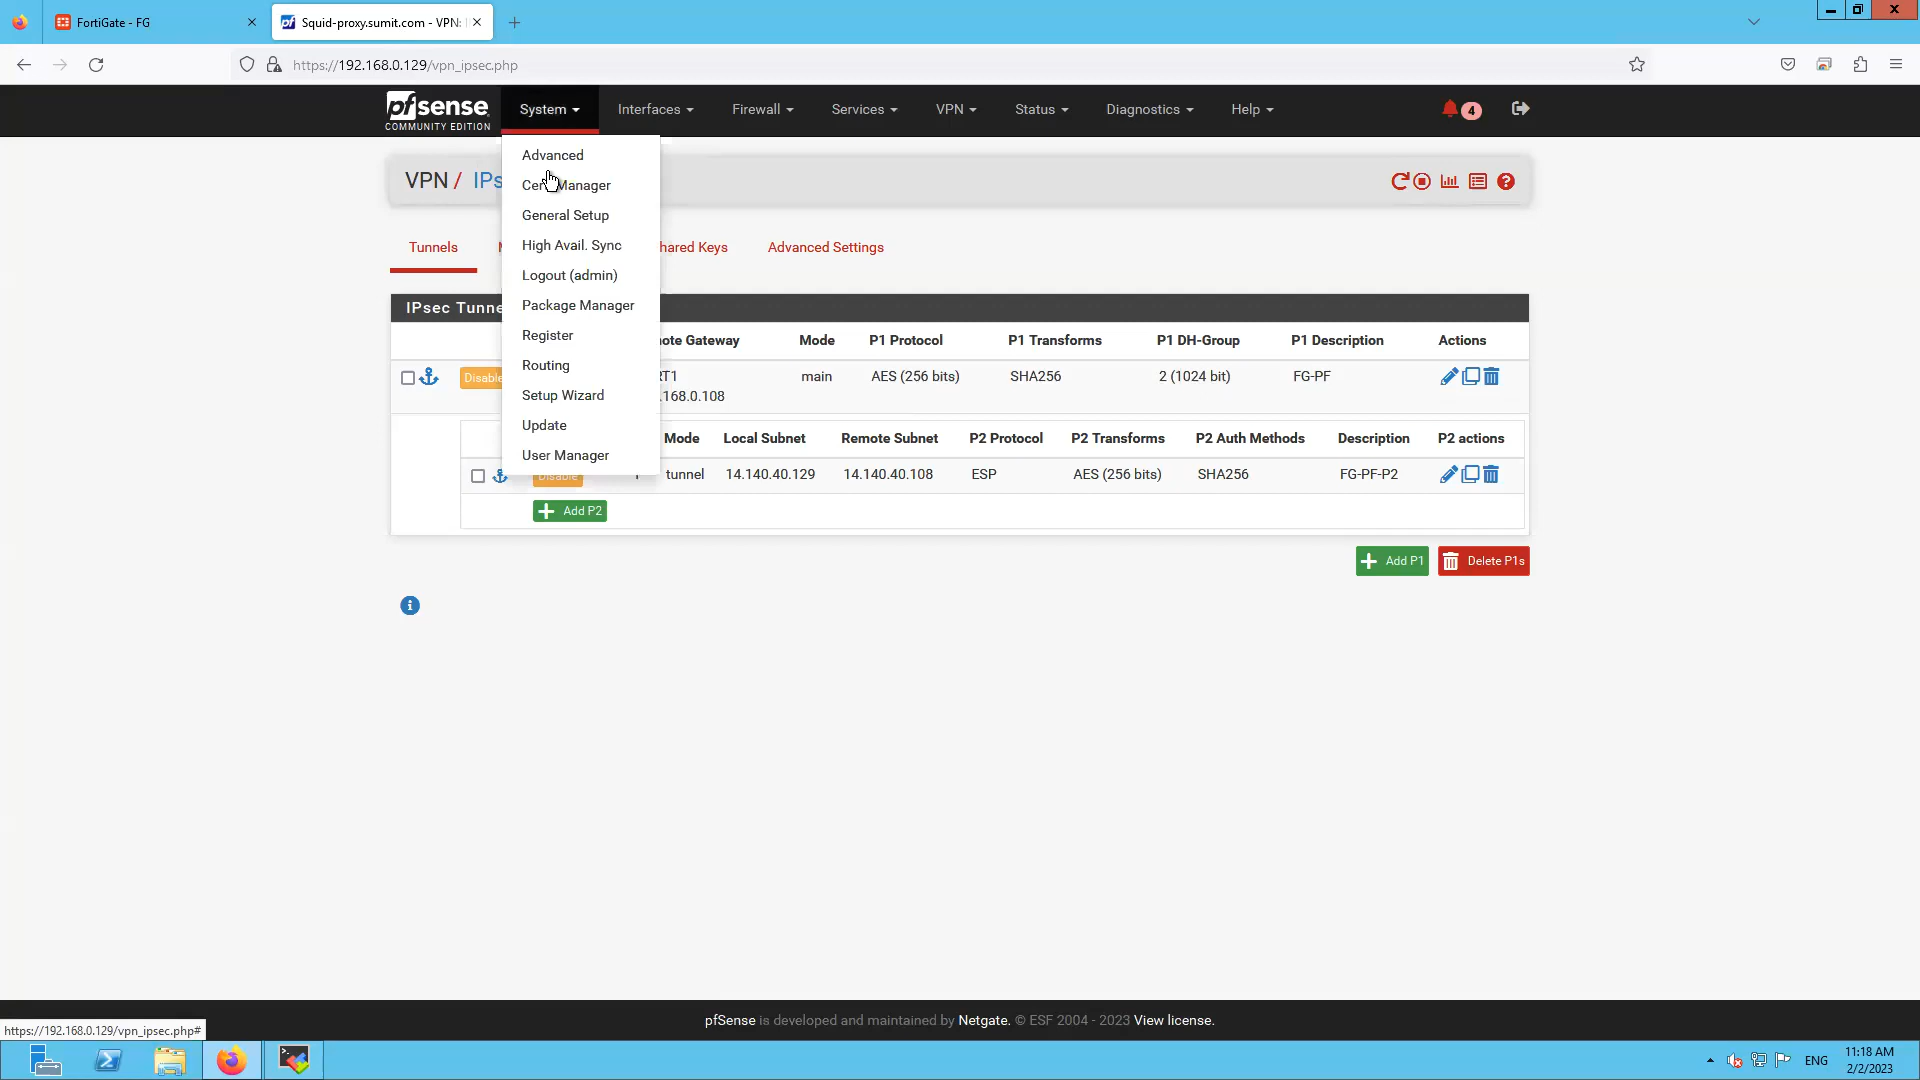 FortiGate - FG
Squid-proxy.sumit.com - VPN:
https://192.168.0.129/vpn_ipsec.php
pfsense
COMMUNITY EDITION
System
Interfaces
Firewall
Services
VPN
Status
Diagnostics
Help
4
VPN / IPs
Advanced
Manager
General Setup
High Avail. Sync
Logout (admin)
Package Manager
Register
Routing
Setup Wizard
Update
User Manager
Tunnels
hared Keys
Advanced Settings
IPsec Tunne
ote Gateway
Mode
P1 Protocol
P1 Transforms
P1 DH-Group
P1 Description
Actions
Disable
main
AES (256 bits)
SHA256
2 (1024 bit)
FG-PF
.168.0.108
Mode
Local Subnet
Remote Subnet
P2 Protocol
P2 Transforms
P2 Auth Methods
Description
P2 actions
Disable
tunnel
14.140.40.129
14.140.40.108
ESP
AES (256 bits)
SHA256
FG-PF-P2
Add P2
Add P1
Delete P1s
pfSense is developed and maintained by Netgate. © ESF 2004 - 2023 View license.
https://192.168.0.129/vpn_ipsec.php#
ENG
11:18 AM
2/2/2023